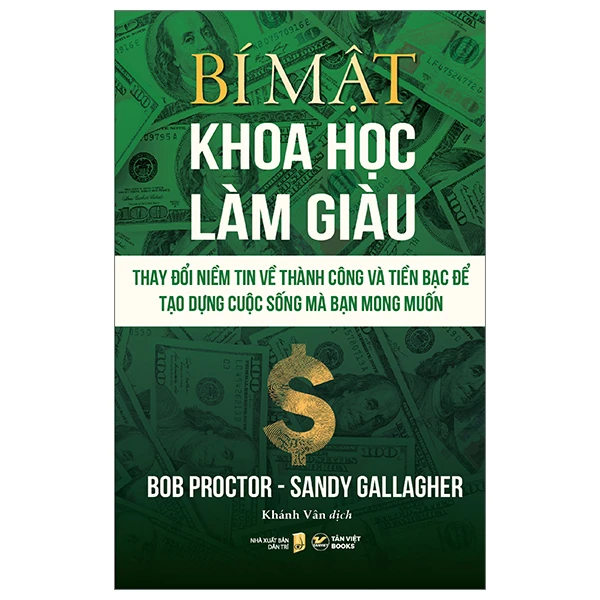 BÍ MẬT
KHOA HỌC
LÀM GIÀU
THAY ĐỔI NIỀM TIN VỀ THÀNH CÔNG VÀ TIỀN BẠC ĐỂ
TẠO DỰNG CUỘC SỐNG MÀ BẠN MONG MUỐN
$
BOB PROCTOR - SANDY GALLAGHER
Khánh Vân dịch
NHÀ XUẤT BẢN
DÂN TRÍ
TÂN VIỆT
BOOKS